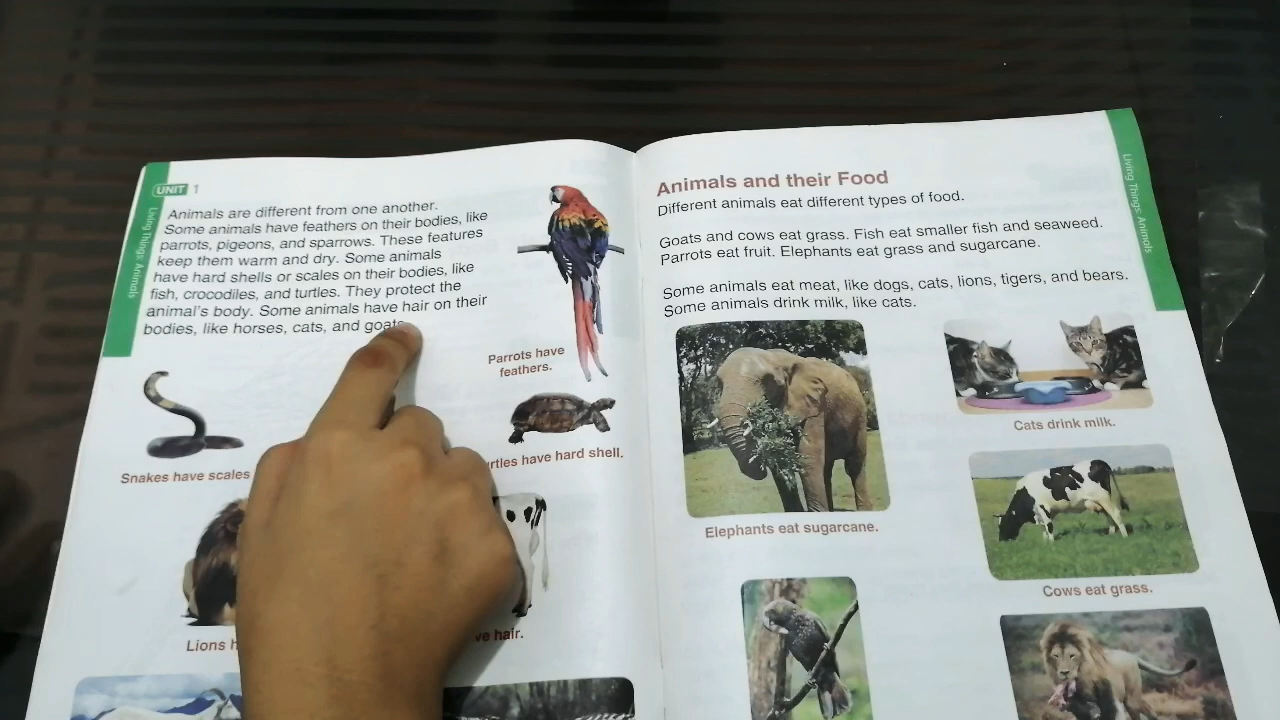 UNIT 1
Living Things: Animals
Animals are different from one another.
Some animals have feathers on their bodies, like
parrots, pigeons, and sparrows. These features
keep them warm and dry. Some animals
have hard shells or scales on their bodies, like
fish, crocodiles, and turtles. They protect the
animal's body. Some animals have hair on their
bodies, like horses, cats, and goats
Parrots have
feathers.
Snakes have scales
urtles have hard shell.
Lions h
ve hair.
Animals and their Food
Different animals eat different types of food.
Goats and cows eat grass. Fish eat smaller fish and seaweed.
Parrots eat fruit. Elephants eat grass and sugarcane.
Some animals eat meat, like dogs, cats, lions, tigers, and bears.
Some animals drink milk, like cats.
Elephants eat sugarcane.
Cats drink milk.
Cows eat grass.
Living Things: Animals